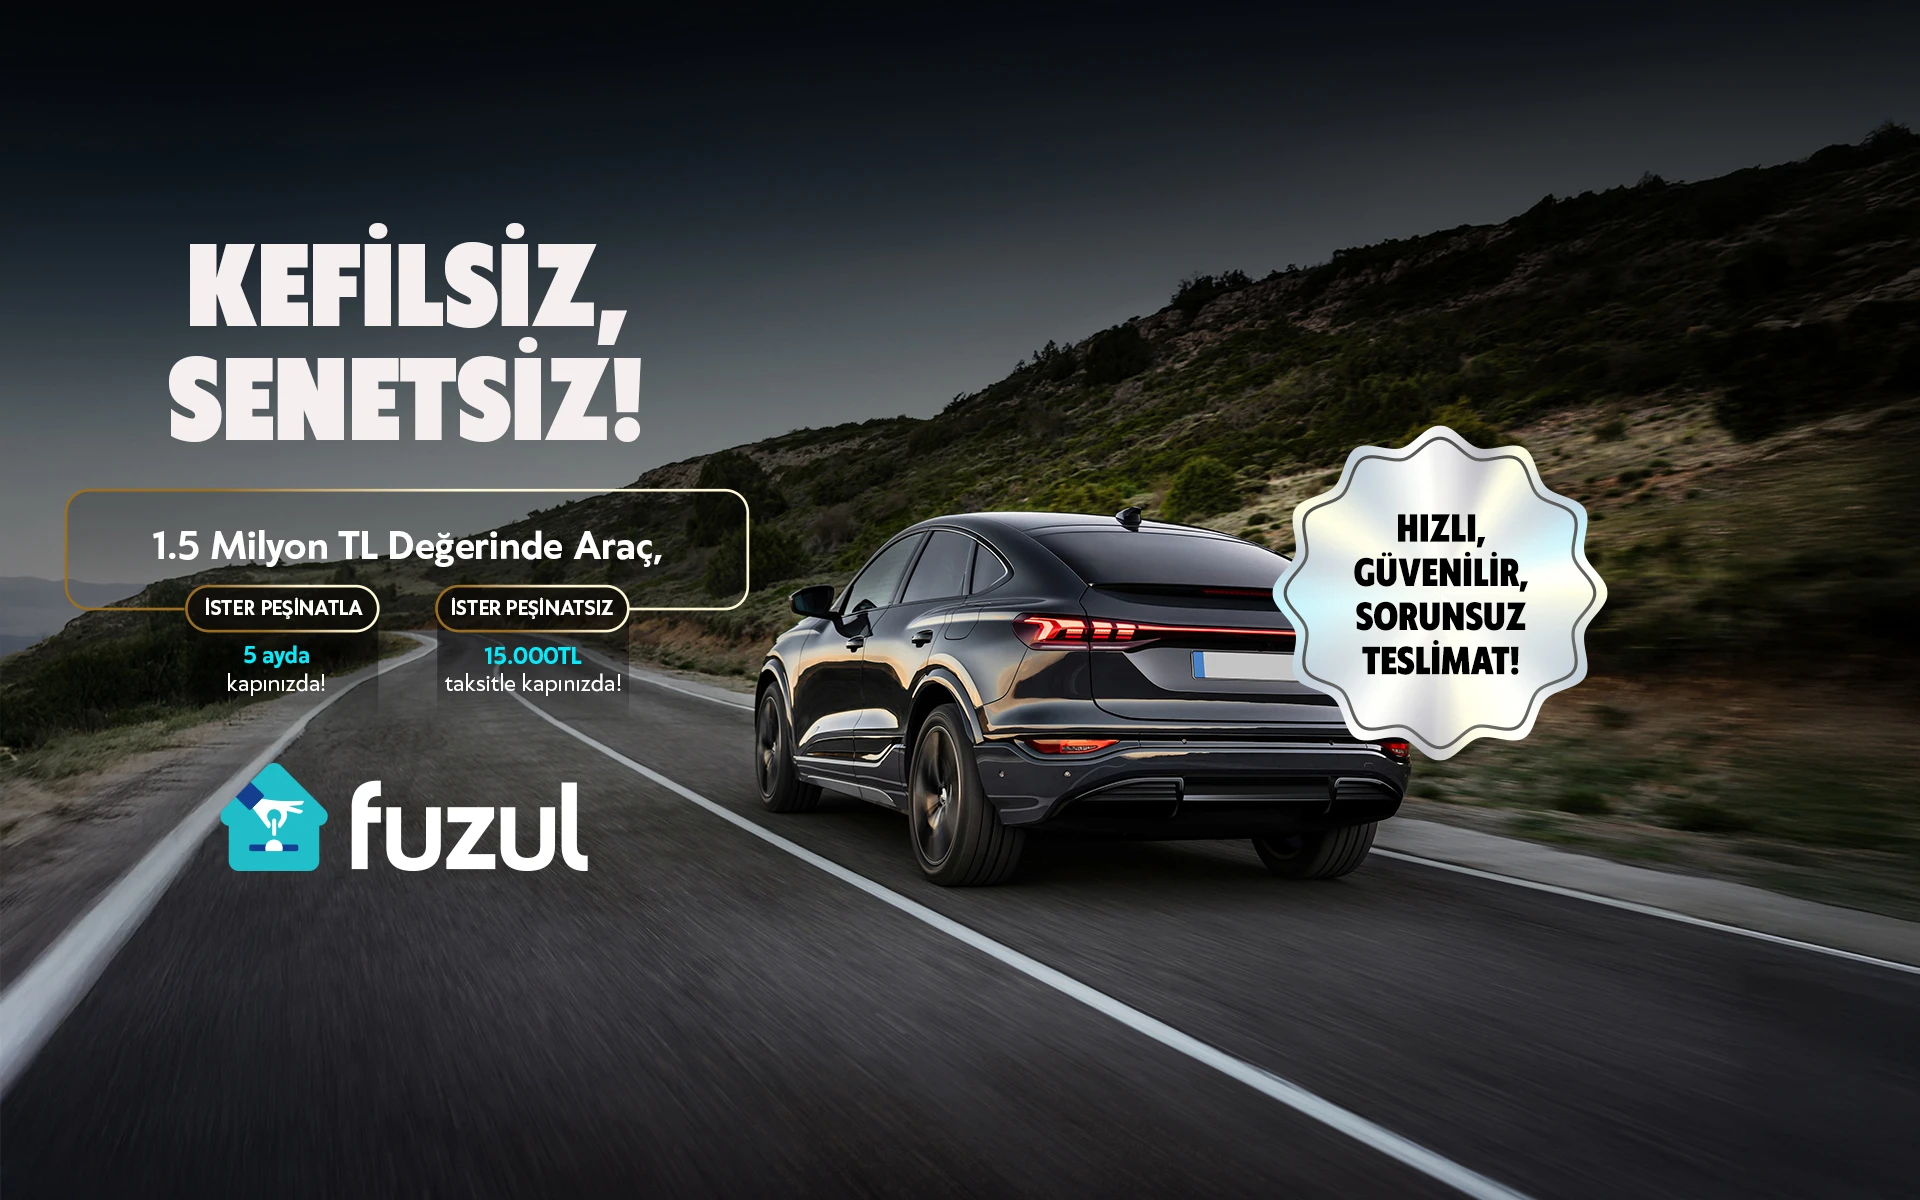 KEFİLSİZ,
SENETSİZ!
1.5 Milyon TL Değerinde Araç,
İSTER PEŞİNATLA
5 ayda
kapınızda!
İSTER PEŞİNATSIZ
15.000TL
taksitle kapınızda!
fuzul
HIZLI,
GÜVENİLİR,
SORUNSUZ
TESLİMAT!